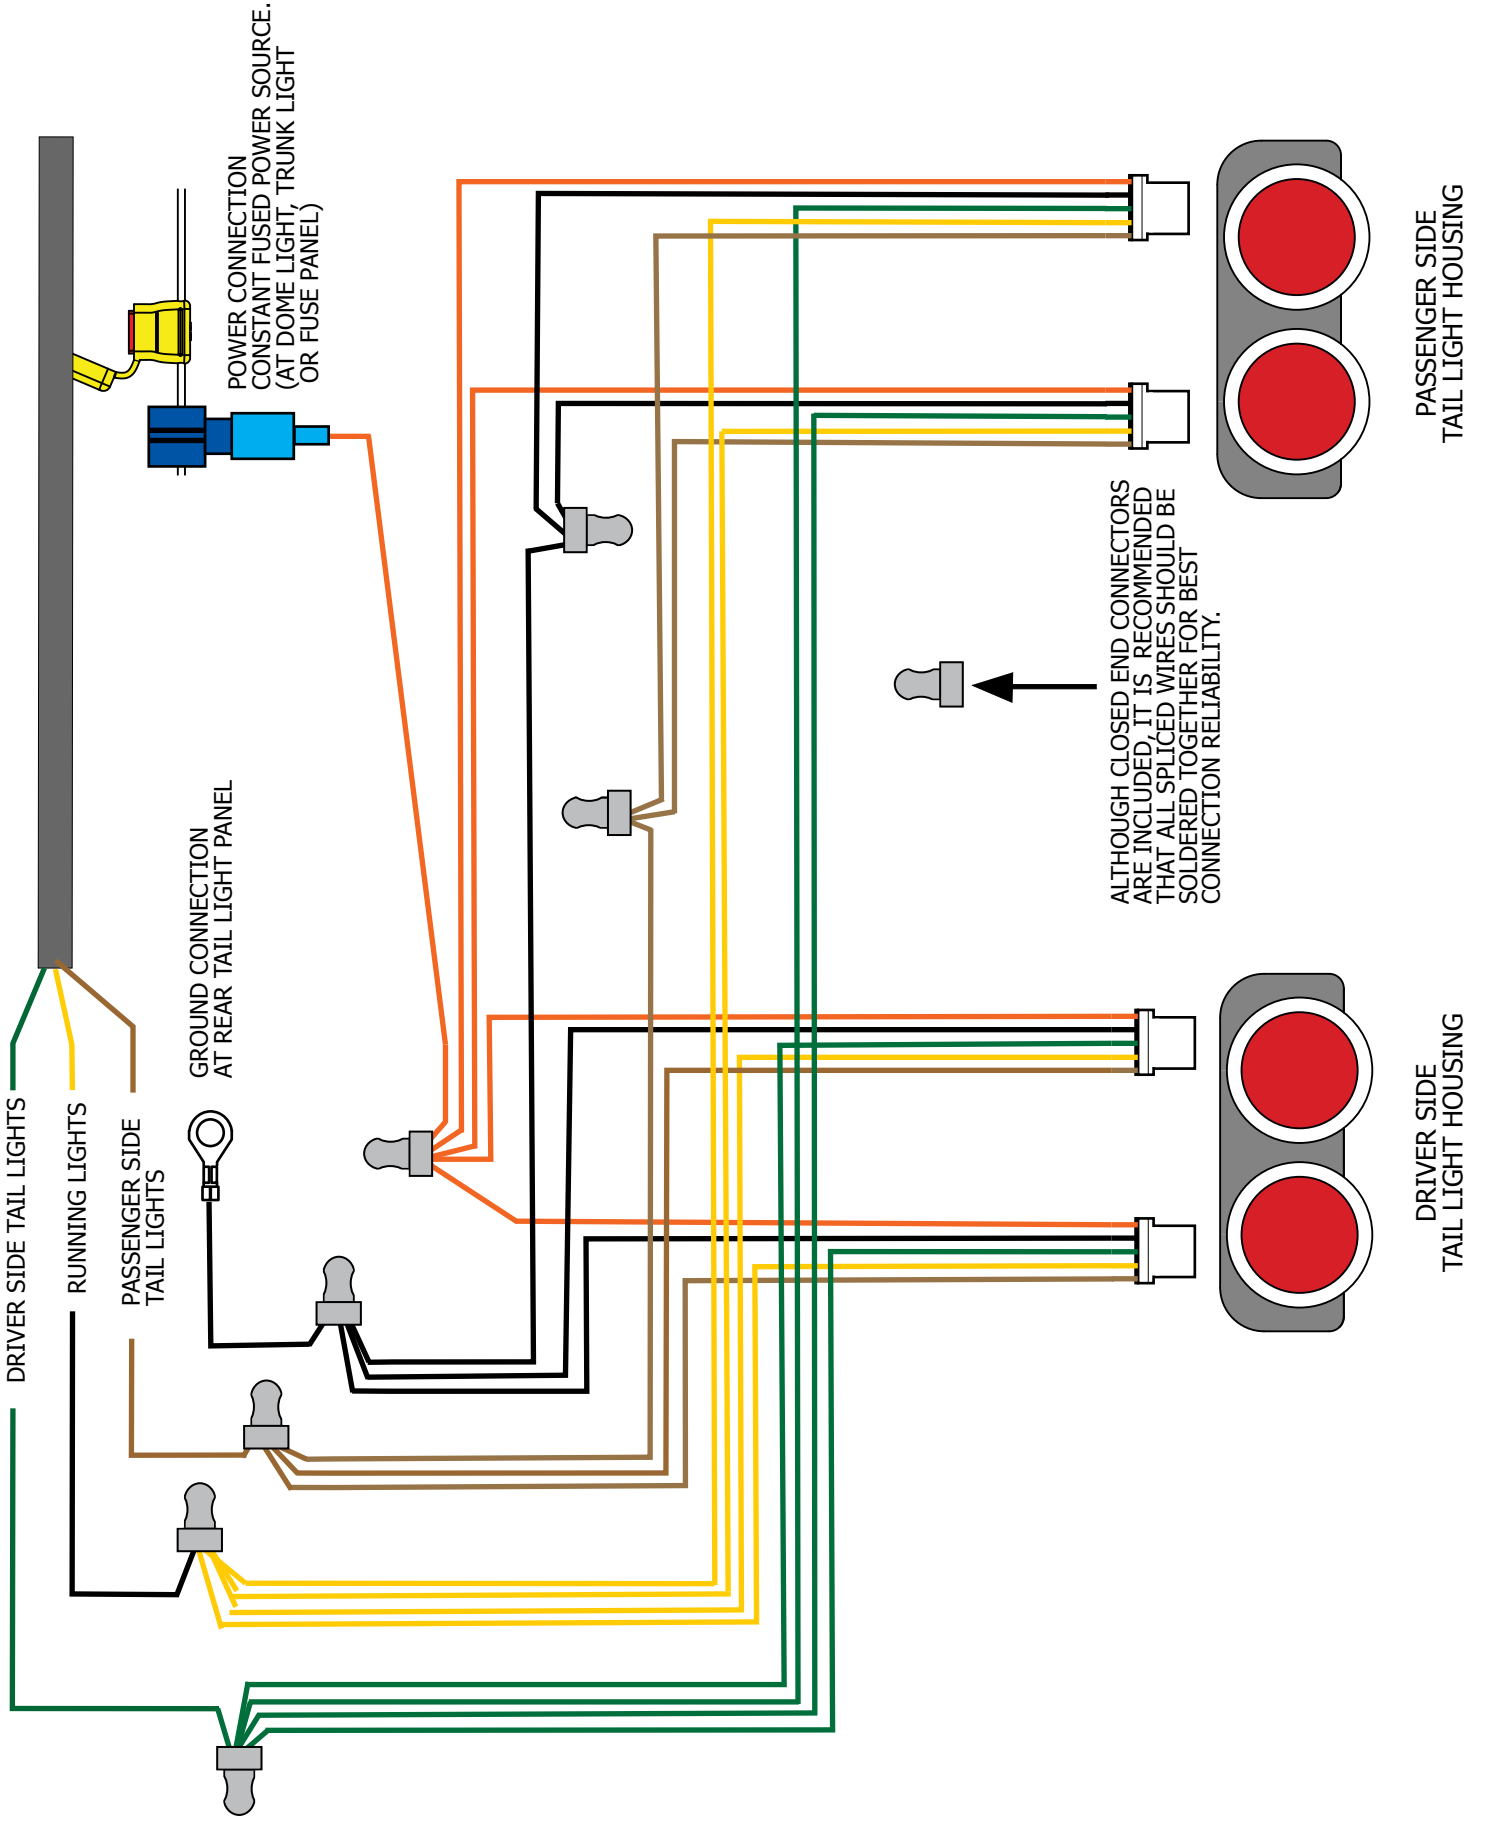 POWER CONNECTION
CONSTANT FUSED POWER SOURCE.
(AT DOME LIGHT, TRUNK LIGHT
OR FUSE PANEL)
GROUND CONNECTION
AT REAR TAIL LIGHT PANEL
DRIVER SIDE TAIL LIGHTS
RUNNING LIGHTS
PASSENGER SIDE
TAIL LIGHTS
ALTHOUGH CLOSED END CONNECTORS
ARE INCLUDED, IT IS RECOMMENDED
THAT ALL SPLICED WIRES SHOULD BE
SOLDERED TOGETHER FOR BEST
CONNECTION RELIABILITY.
PASSENGER SIDE
TAIL LIGHT HOUSING
DRIVER SIDE
TAIL LIGHT HOUSING